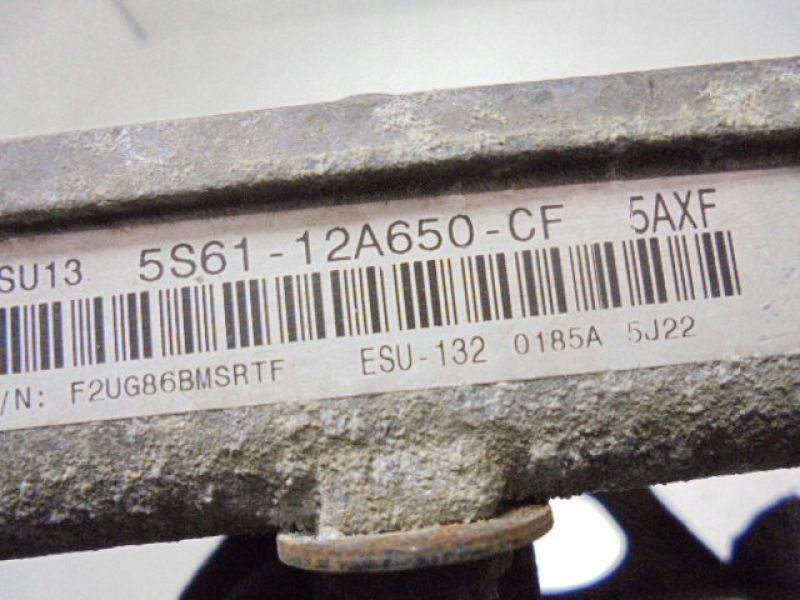 SU13 5S61-12A650-CF 5AXF
/N: F2UG86BMSRTF ESU-132 0185A 5J22